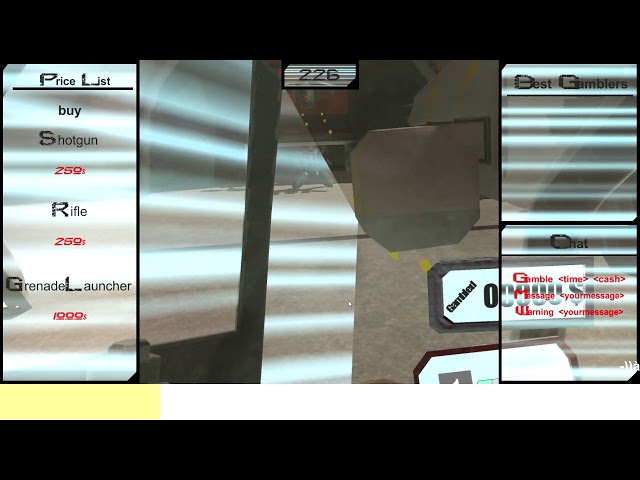 Price List
buy
Shotgun
250$
Rifle
250$
GrenadeLauncher
1000$
226
Best Gamblers
Chat
Gamble <time> <cash>
Message <yourmessage>
Warning <yourmessage>
Gambled
00000 $